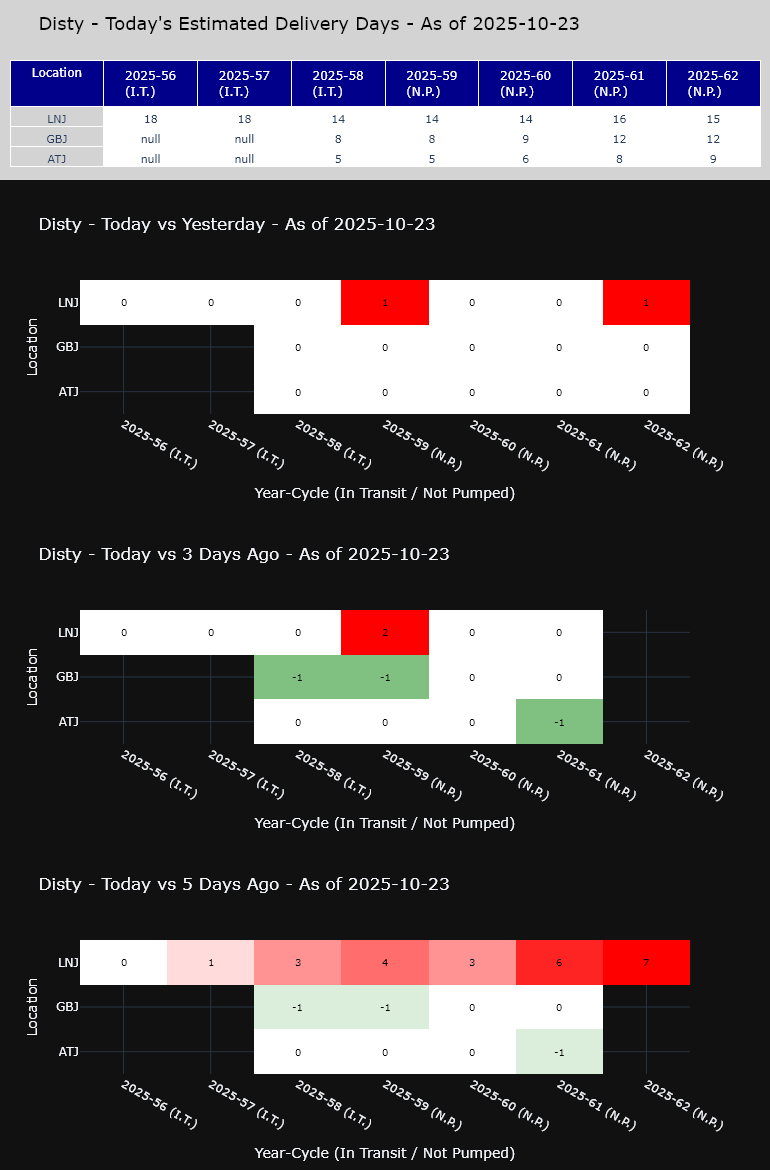 Disty - Today's Estimated Delivery Days - As of 2025-10-23
Location 2025-56 (I.T.) 2025-57 (I.T.) 2025-58 (I.T.) 2025-59 (N.P.) 2025-60 (N.P.) 2025-61 (N.P.) 2025-62 (N.P.)
LNJ 18 18 14 14 14 16 15
GBJ null null 8 8 9 12 12
ATJ null null 5 5 6 8 9
Disty - Today vs Yesterday - As of 2025-10-23
Location
LNJ 0 0 0 1 0 0 1
GBJ 0 0 0 0 0
ATJ 0 0 0 0 0
2025-56 (I.T.) 2025-57 (I.T.) 2025-58 (I.T.) 2025-59 (N.P.) 2025-60 (N.P.) 2025-61 (N.P.) 2025-62 (N.P.)
Year-Cycle (In Transit / Not Pumped)
Disty - Today vs 3 Days Ago - As of 2025-10-23
Location
LNJ 0 0 0 2 0 0
GBJ -1 -1 0 0
ATJ 0 0 0 -1
2025-56 (I.T.) 2025-57 (I.T.) 2025-58 (I.T.) 2025-59 (N.P.) 2025-60 (N.P.) 2025-61 (N.P.) 2025-62 (N.P.)
Year-Cycle (In Transit / Not Pumped)
Disty - Today vs 5 Days Ago - As of 2025-10-23
Location
LNJ 0 1 3 4 3 6 7
GBJ -1 -1 0 0
ATJ 0 0 0 -1
2025-56 (I.T.) 2025-57 (I.T.) 2025-58 (I.T.) 2025-59 (N.P.) 2025-60 (N.P.) 2025-61 (N.P.) 2025-62 (N.P.)
Year-Cycle (In Transit / Not Pumped)